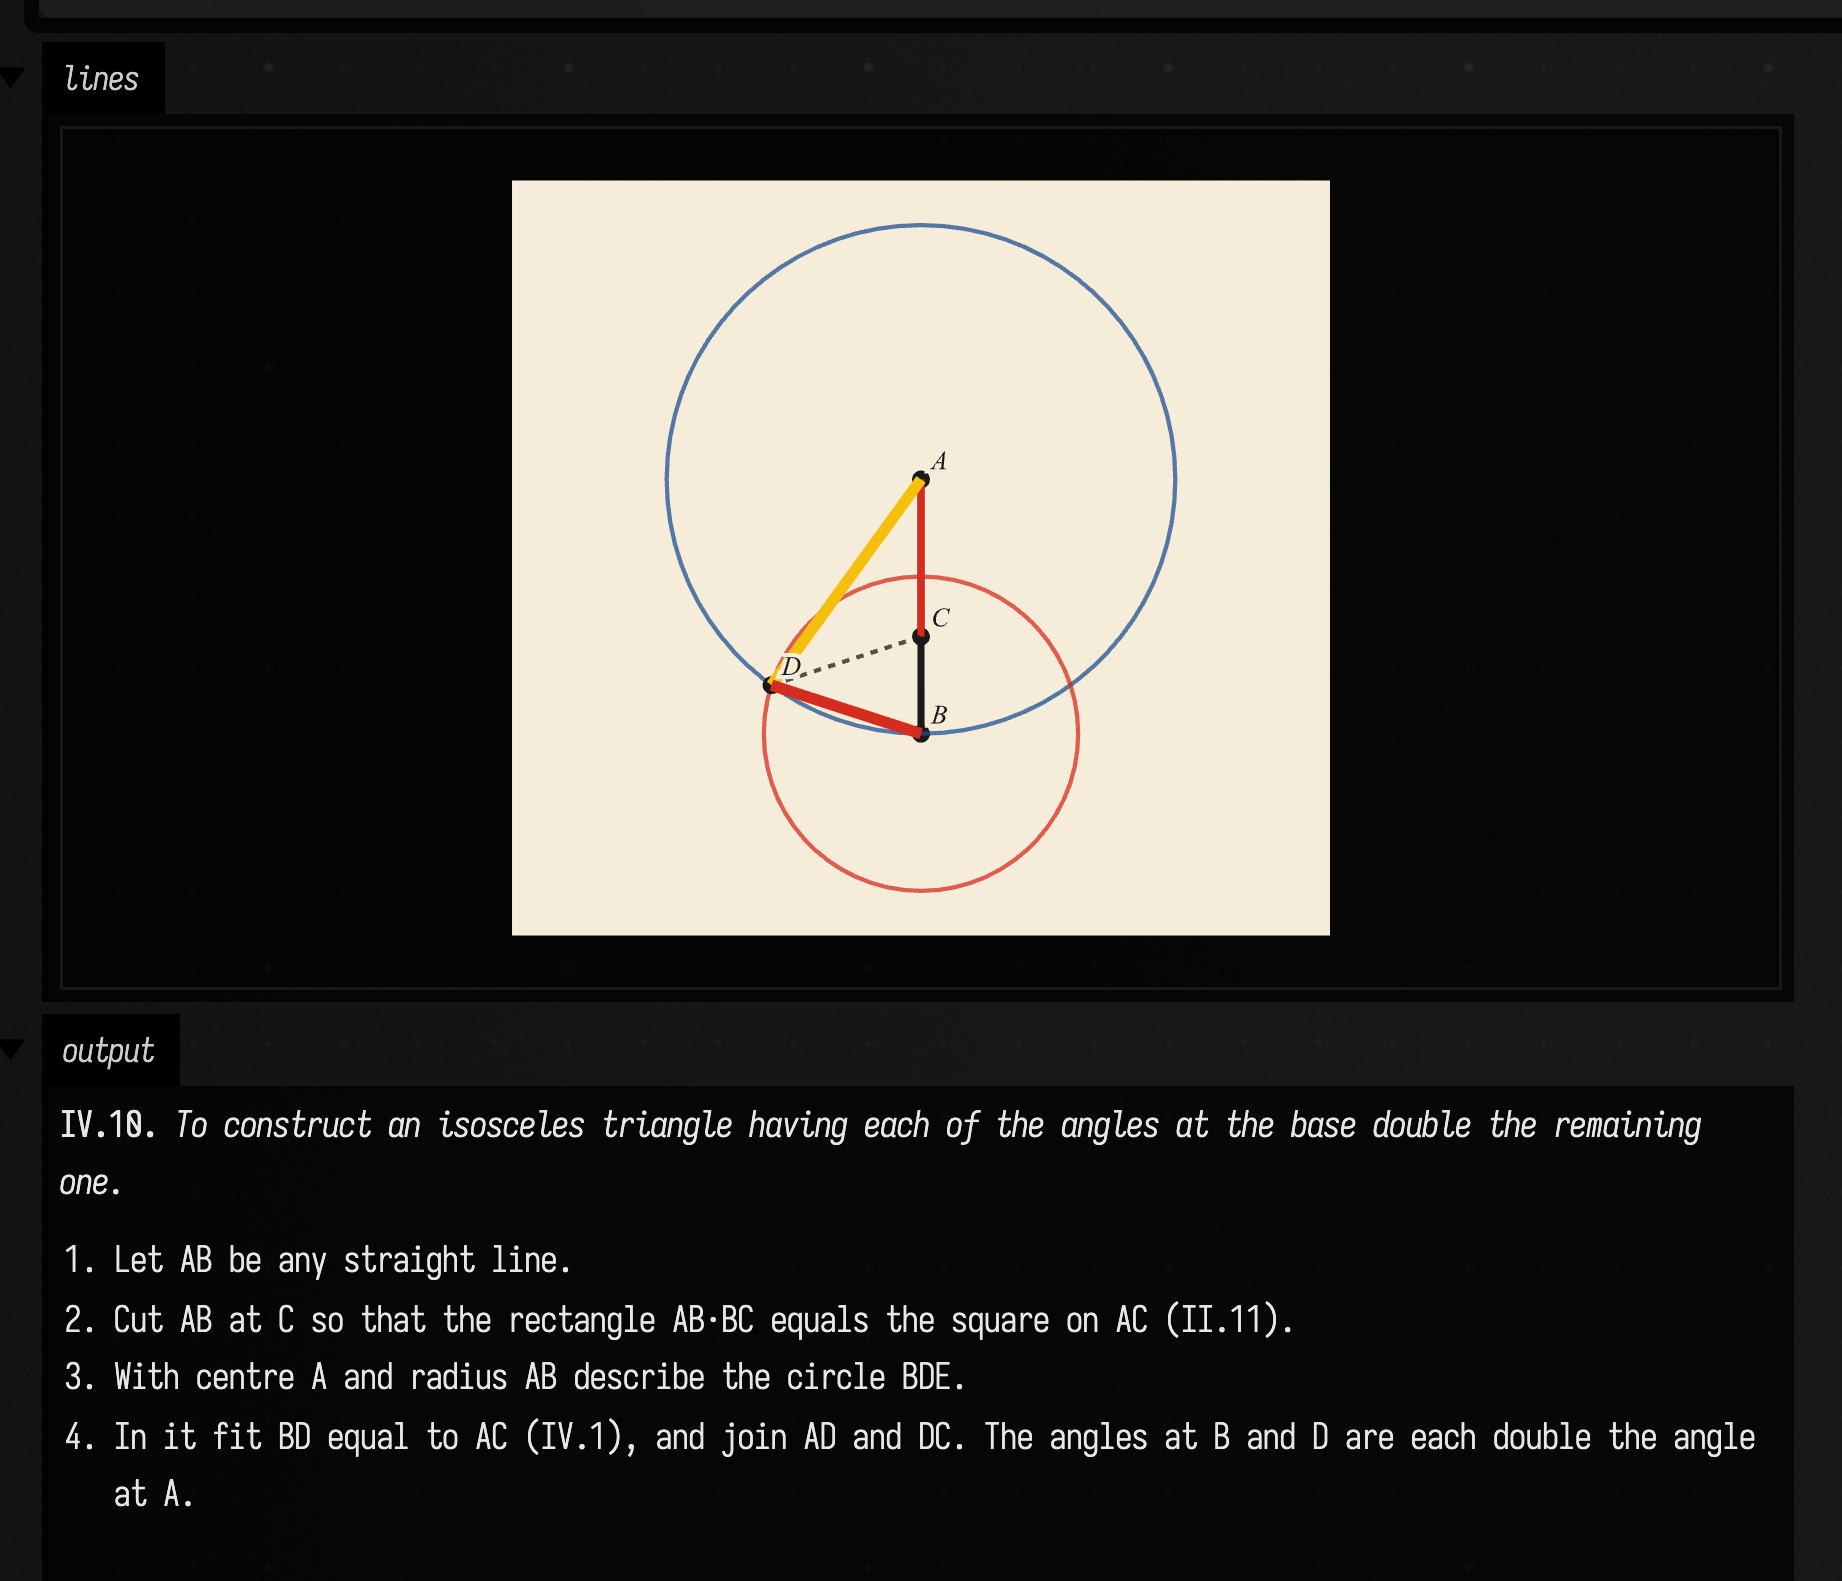 lines
A
C
D
B
output
IV.10. To construct an isosceles triangle having each of the angles at the base double the remaining
one.
1. Let AB be any straight line.
2. Cut AB at C so that the rectangle AB·BC equals the square on AC (II.11).
3. With centre A and radius AB describe the circle BDE.
4. In it fit BD equal to AC (IV.1), and join AD and DC. The angles at B and D are each double the angle
at A.